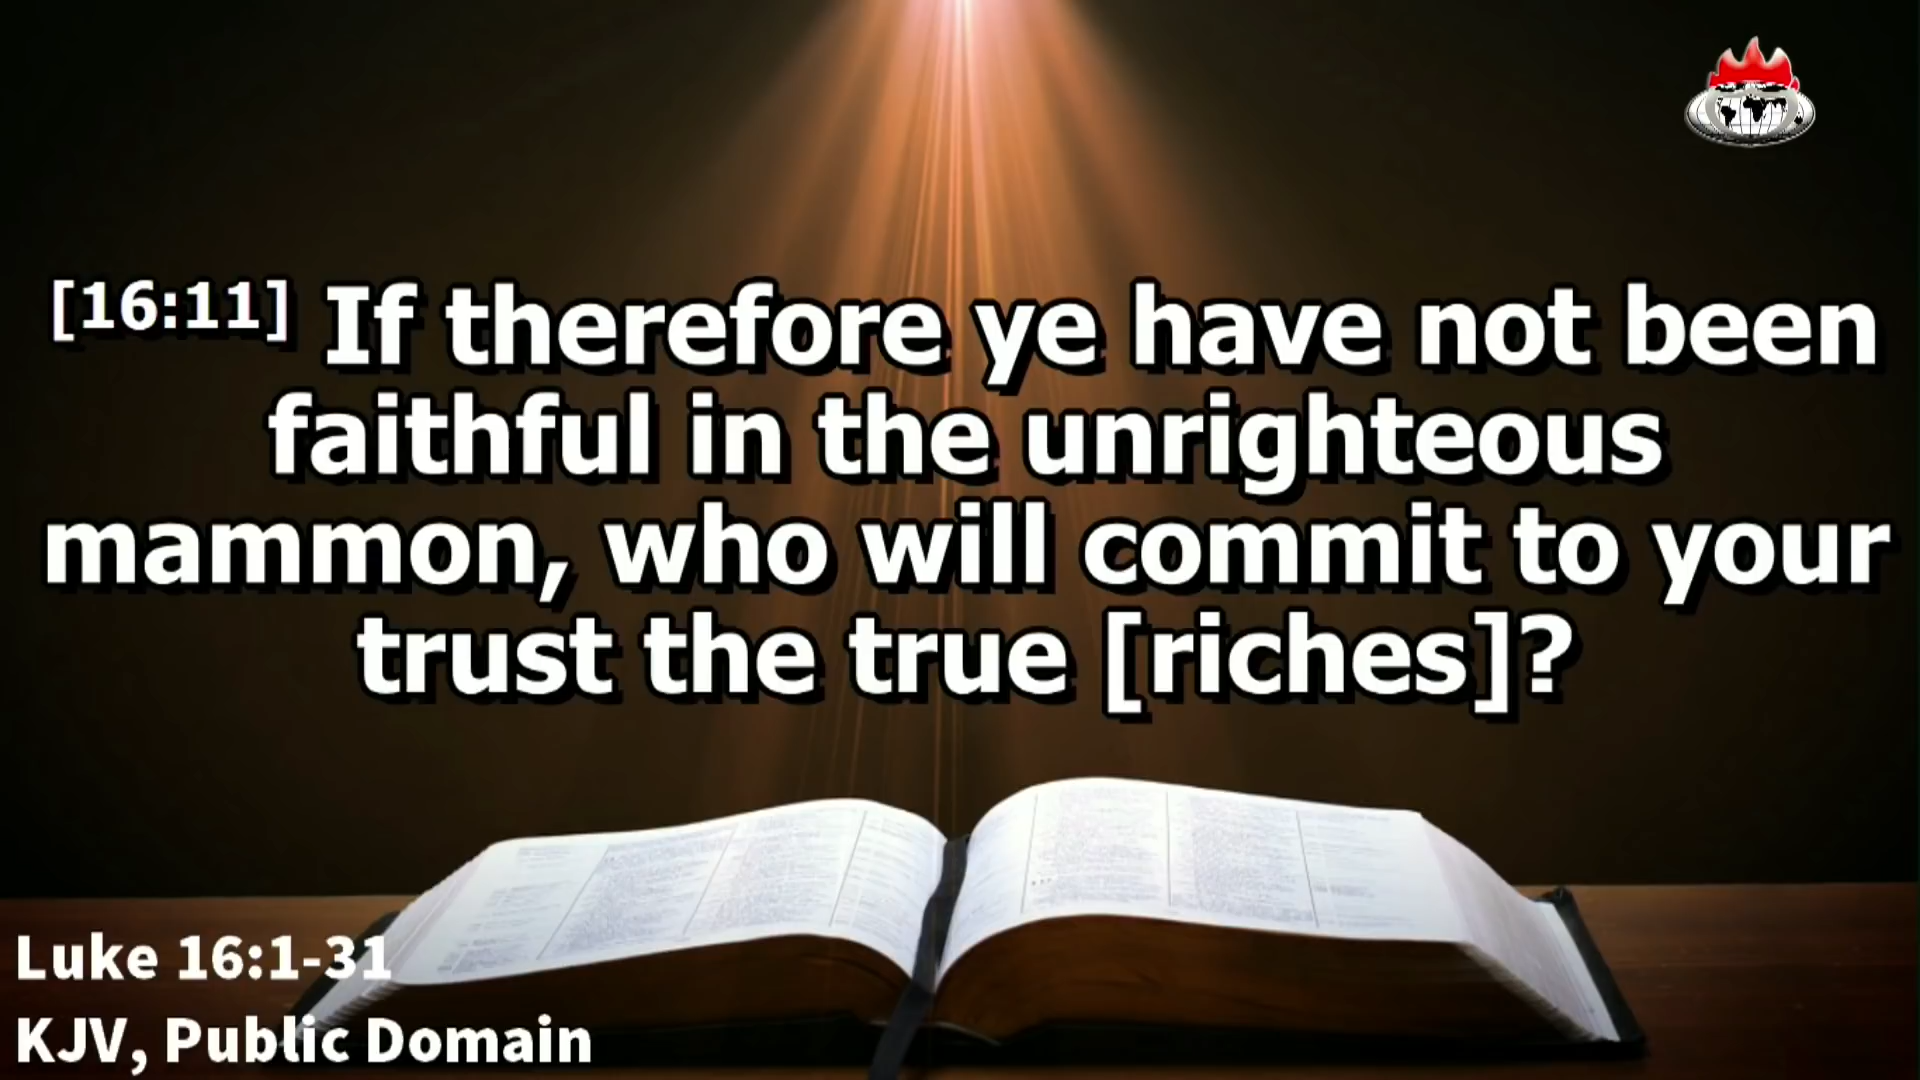 [16:11] If therefore ye have not been
faithful in the unrighteous
mammon, who will commit to your
trust the true [riches]?
Luke 16:1-31
KJV, Public Domain